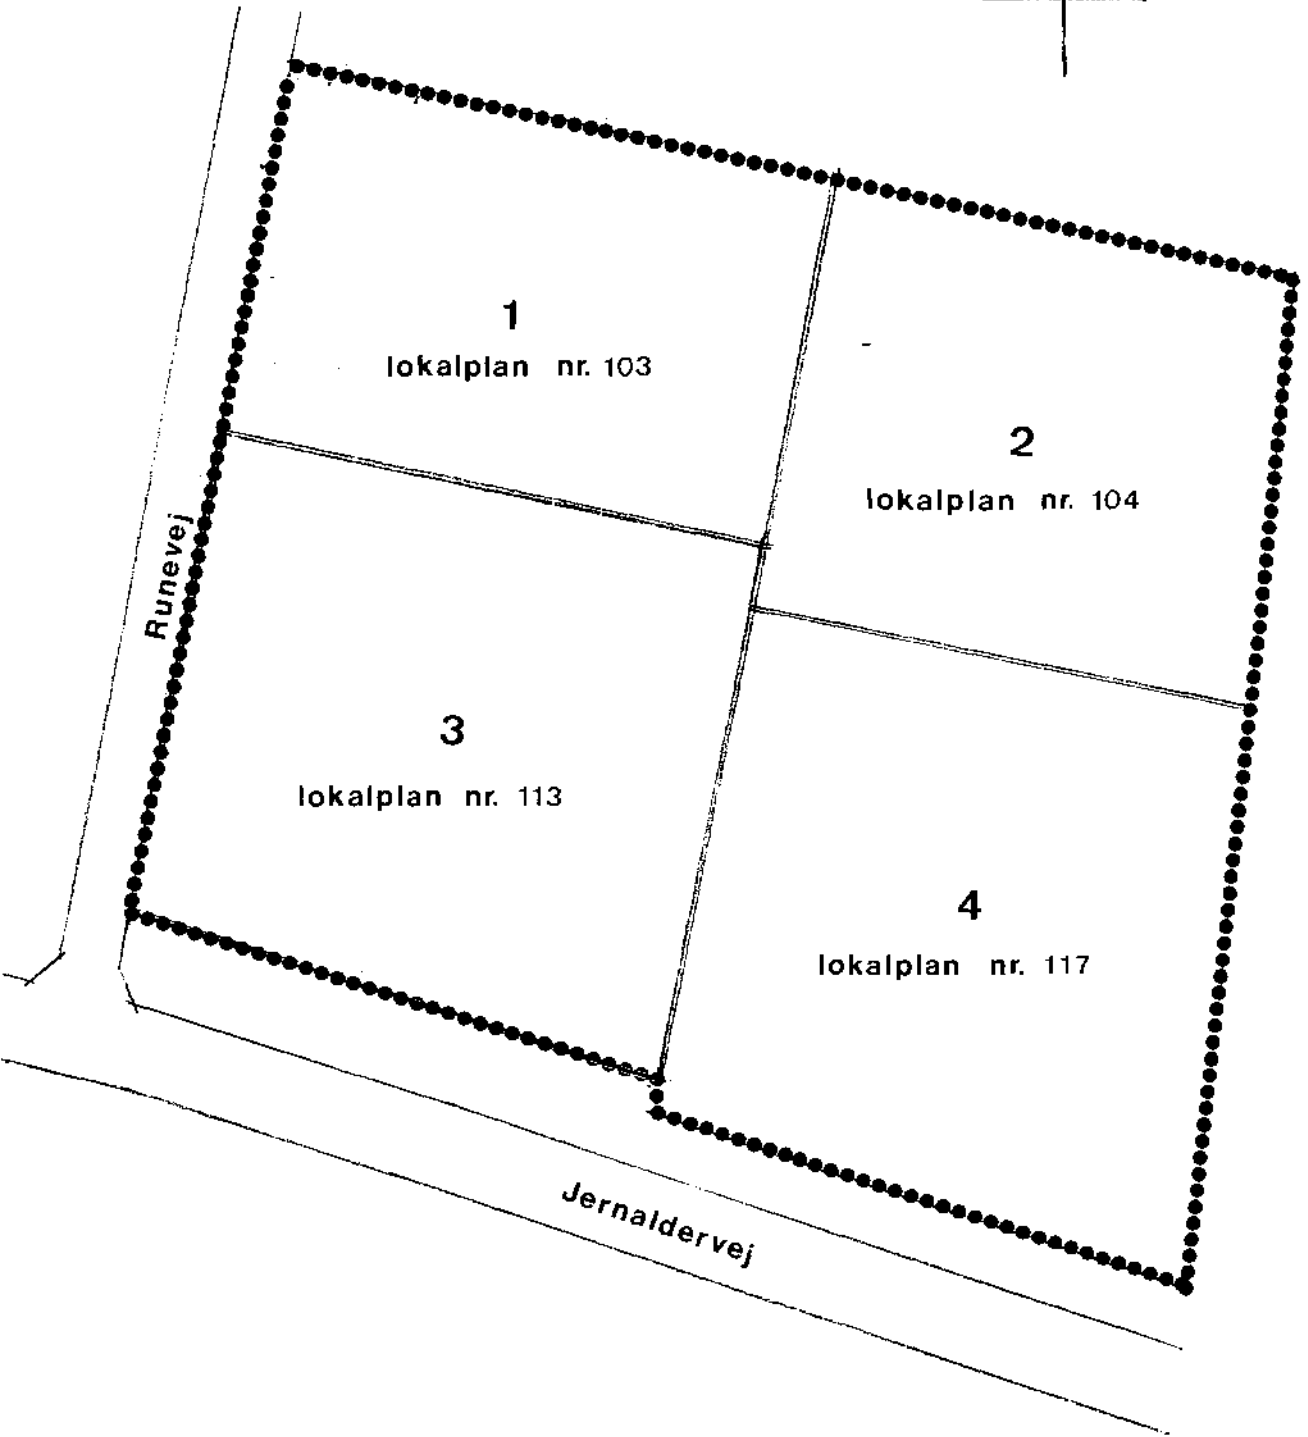 1
lokalplan nr. 103
2
lokalplan nr. 104
Runevej
3
lokalplan nr. 113
4
lokalplan nr. 117
Jernaldervej